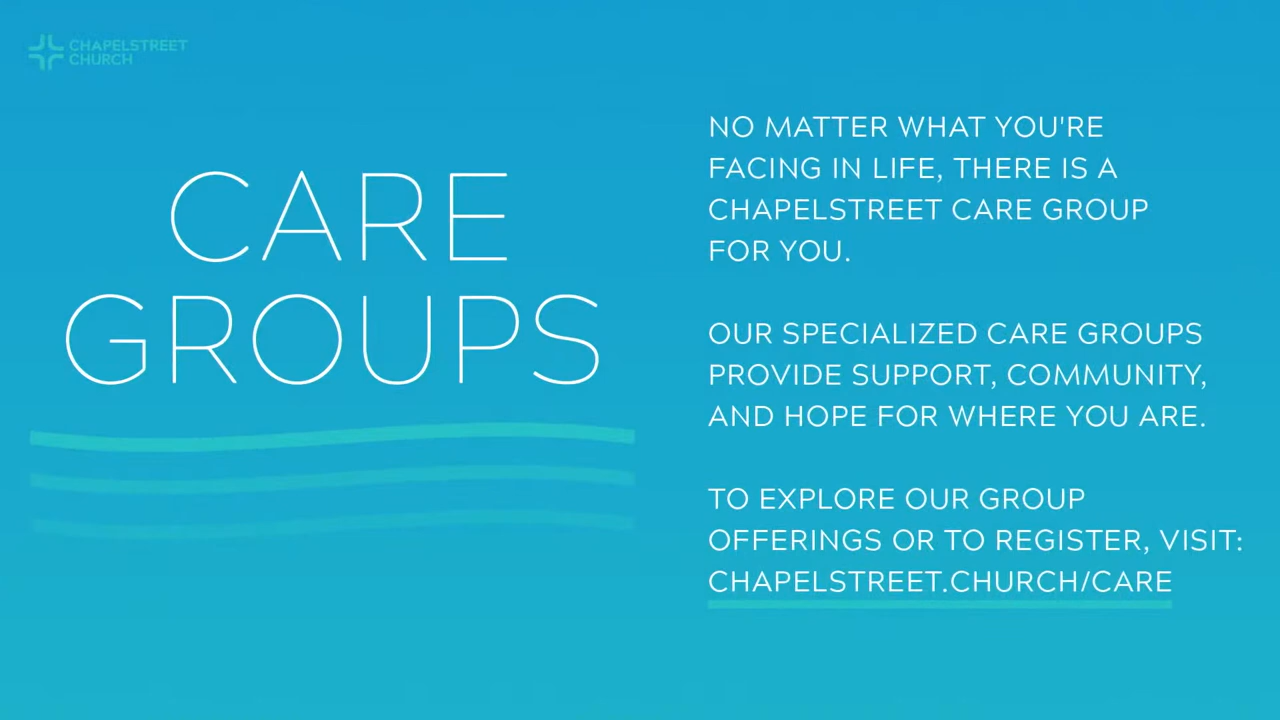 CHAPELSTREET
CHURCH
CARE
GROUPS
NO MATTER WHAT YOU'RE
FACING IN LIFE, THERE IS A
CHAPELSTREET CARE GROUP
FOR YOU.
OUR SPECIALIZED CARE GROUPS
PROVIDE SUPPORT, COMMUNITY,
AND HOPE FOR WHERE YOU ARE.
TO EXPLORE OUR GROUP
OFFERINGS OR TO REGISTER, VISIT:
CHAPELSTREET.CHURCH/CARE